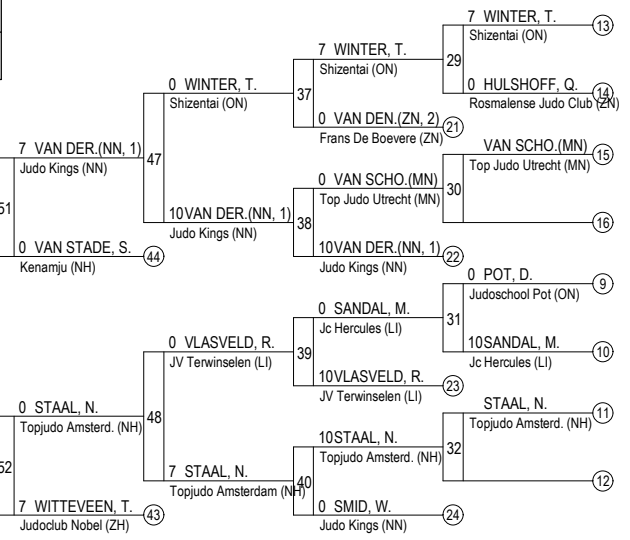 7 WINTER, T.
Shizentai (ON)
13
29
0 HULSHOFF, Q.
Rosmalense Judo Club (ZN)
14
7 WINTER, T.
Shizentai (ON)
37
0 VAN DEN.(ZN, 2)
Frans De Boevere (ZN)
21
0 WINTER, T.
Shizentai (ON)
47
VAN SCHO.(MN)
Top Judo Utrecht (MN)
15
30
16
0 VAN SCHO.(MN)
Top Judo Utrecht (MN)
38
10VAN DER.(NN, 1)
Judo Kings (NN)
22
10VAN DER.(NN, 1)
Judo Kings (NN)
7 VAN DER.(NN, 1)
Judo Kings (NN)
51
0 VAN STADE, S.
Kenamju (NH)
44
0 POT, D.
Judoschool Pot (ON)
9
31
10SANDAL, M.
Jc Hercules (LI)
10
0 SANDAL, M.
Jc Hercules (LI)
39
10VLASVELD, R.
JV Terwinselen (LI)
23
0 VLASVELD, R.
JV Terwinselen (LI)
48
STAAL, N.
Topjudo Amsterd. (NH)
11
32
12
10STAAL, N.
Topjudo Amsterd. (NH)
40
0 SMID, W.
Judo Kings (NN)
24
7 STAAL, N.
Topjudo Amsterdam (NH)
0 STAAL, N.
Topjudo Amsterd. (NH)
52
7 WITTEVEEN, T.
Judoclub Nobel (ZH)
43